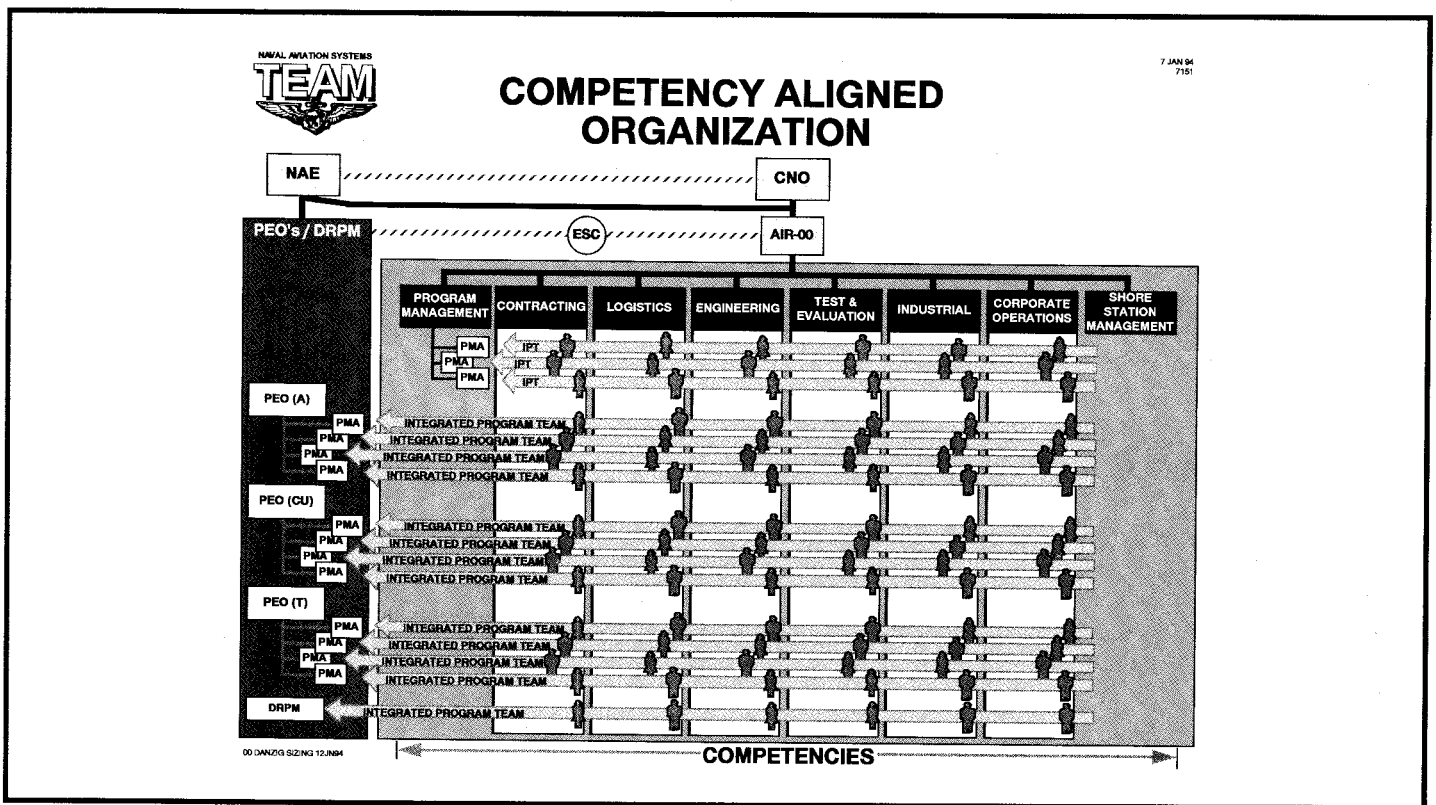 NAVAL AVIATION SYSTEMS
TEAM
7 JAN 94
7151
COMPETENCY ALIGNED
ORGANIZATION
NAE
CNO
PEO's / DRPM
ESC
AIR-00
PROGRAM
MANAGEMENT
CONTRACTING
LOGISTICS
ENGINEERING
TEST &
EVALUATION
INDUSTRIAL
CORPORATE
OPERATIONS
SHORE
STATION
MANAGEMENT
PMA
IPT
PMA
IPT
PMA
IPT
PEO (A)
PMA
INTEGRATED PROGRAM TEAM
PMA
INTEGRATED PROGRAM TEAM
PMA
INTEGRATED PROGRAM TEAM
PMA
INTEGRATED PROGRAM TEAM
PEO (CU)
PMA
INTEGRATED PROGRAM TEAM
PMA
INTEGRATED PROGRAM TEAM
PMA
INTEGRATED PROGRAM TEAM
PMA
INTEGRATED PROGRAM TEAM
PEO (T)
PMA
INTEGRATED PROGRAM TEAM
PMA
INTEGRATED PROGRAM TEAM
PMA
INTEGRATED PROGRAM TEAM
PMA
INTEGRATED PROGRAM TEAM
DRPM
INTEGRATED PROGRAM TEAM
00 DANZIG SIZING 12JN94
COMPETENCIES